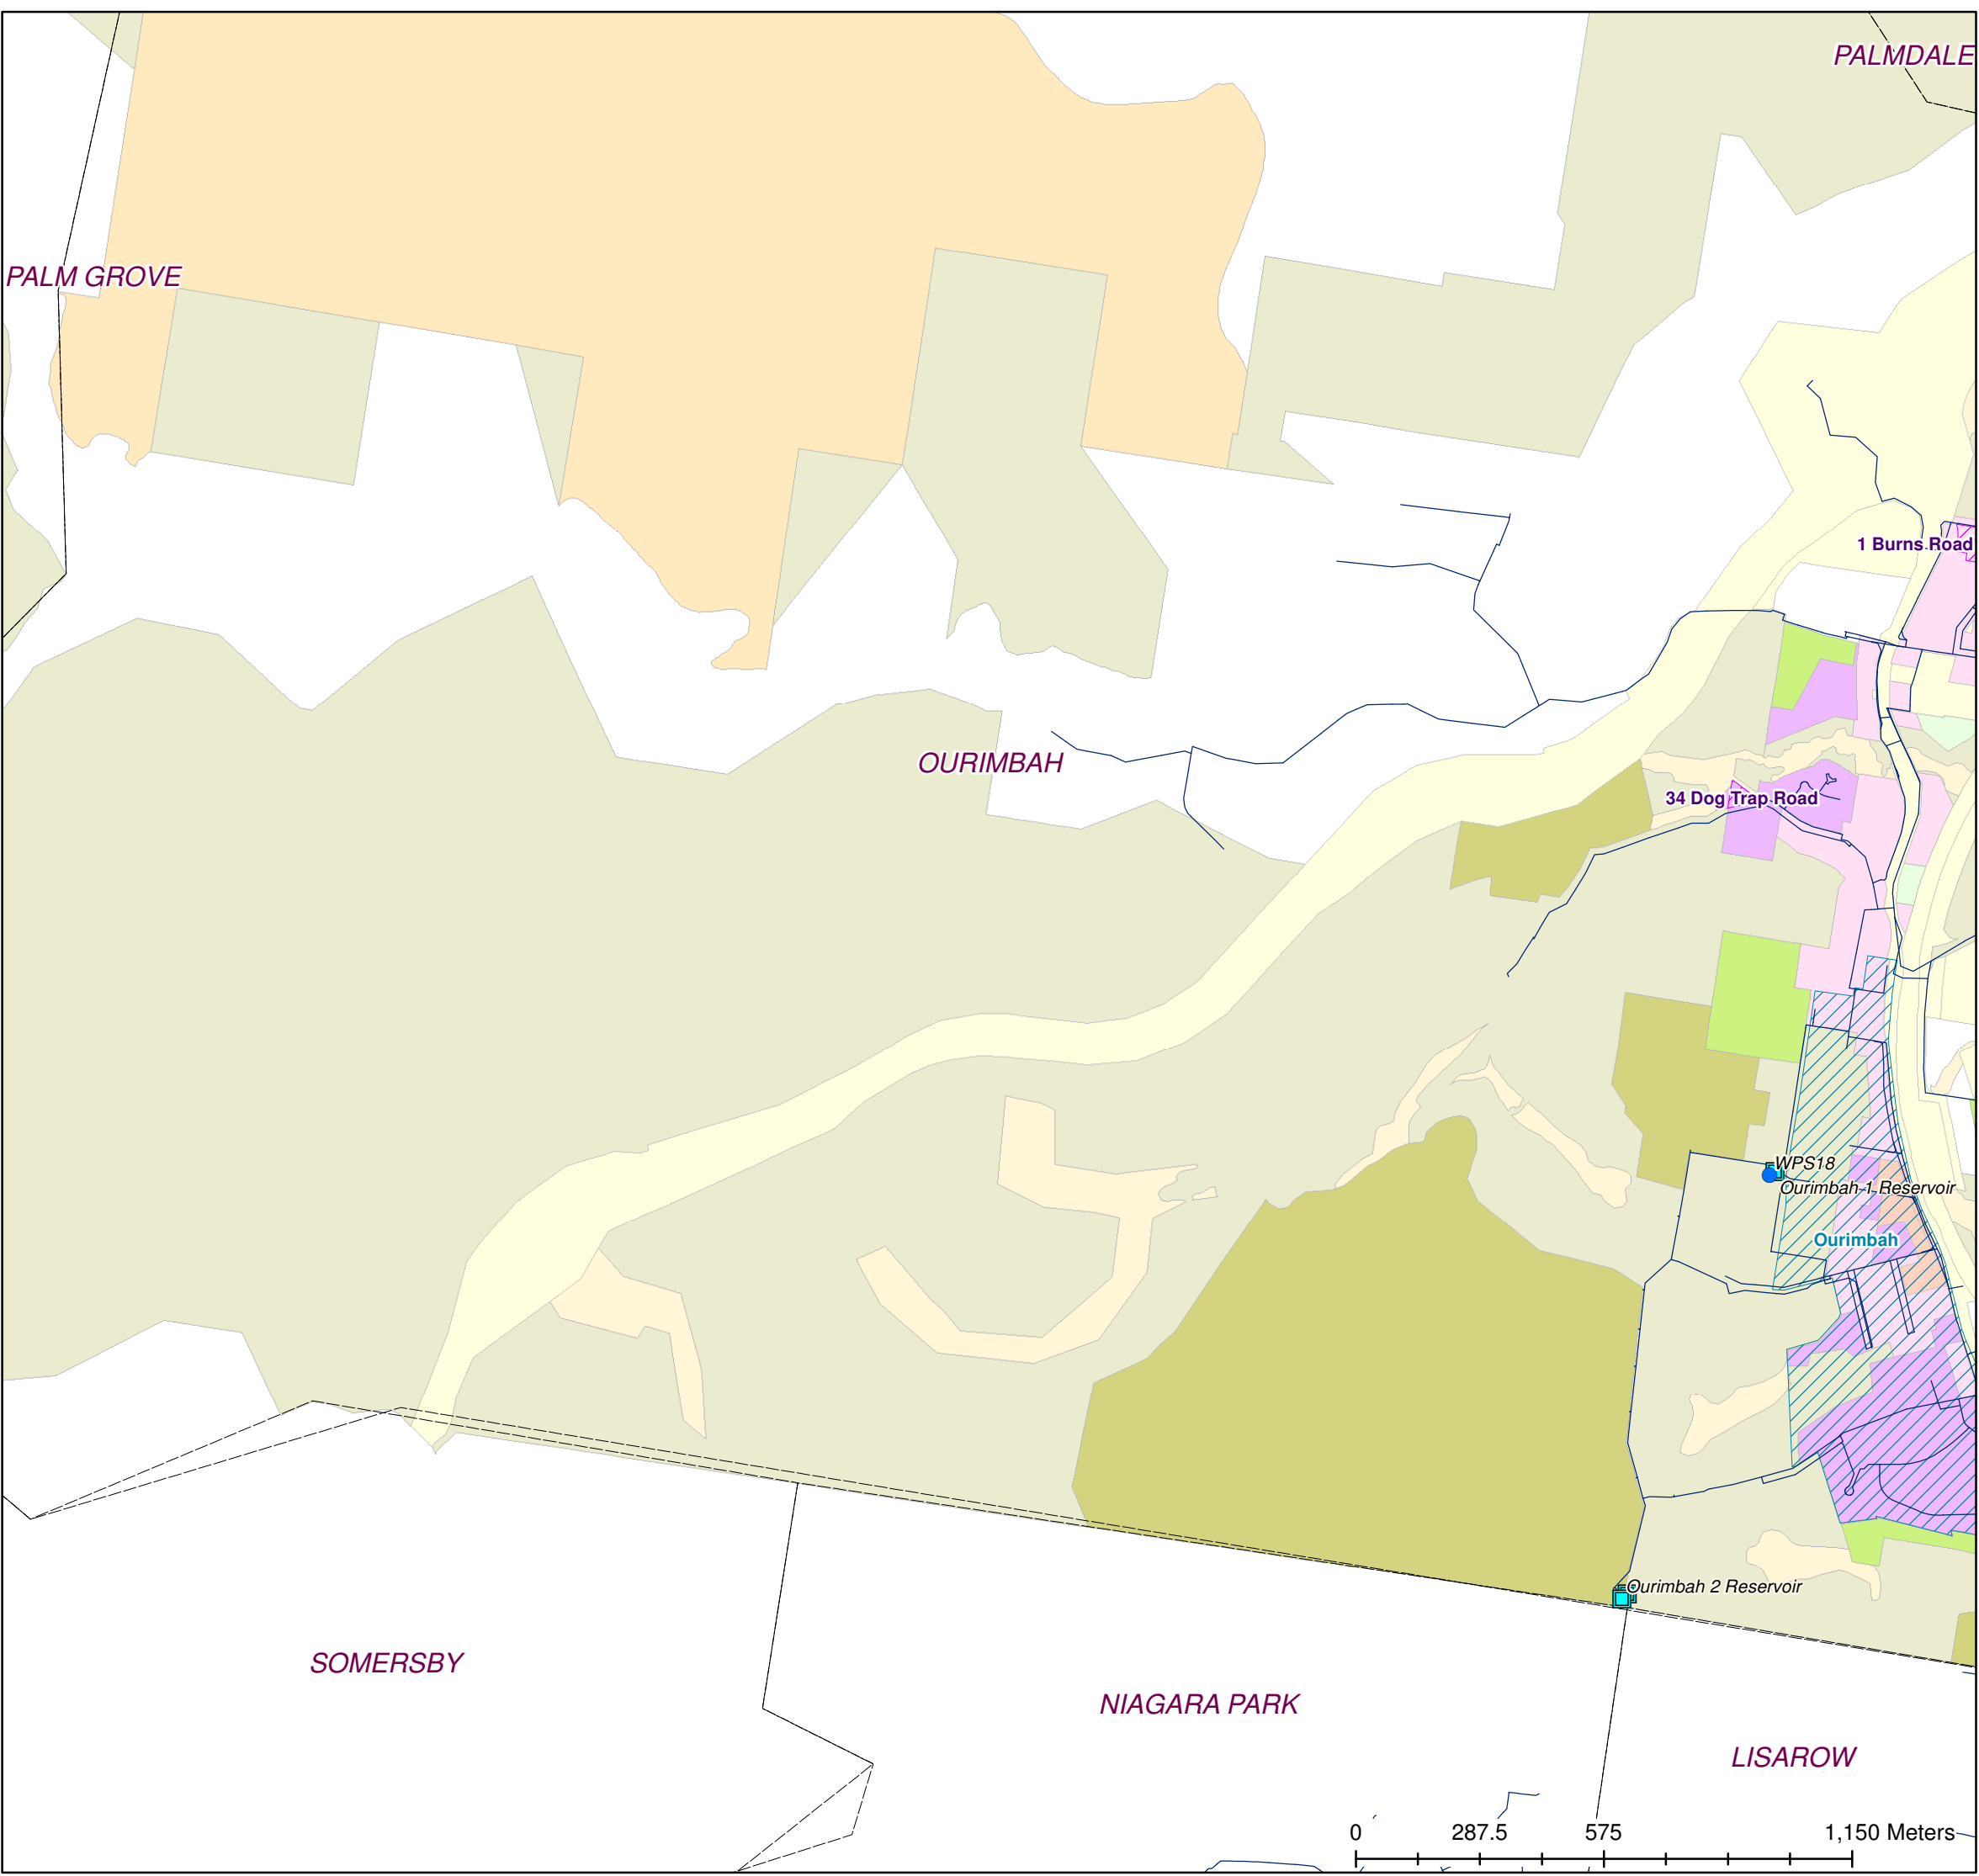 PALMDALE
PALM GROVE
1 Burns Road
OURIMBAH
34 Dog Trap Road
WPS18
Ourimbah 1 Reservoir
Ourimbah
Ourimbah 2 Reservoir
SOMERSBY
NIAGARA PARK
LISAROW
0 287.5 575 1,150 Meters